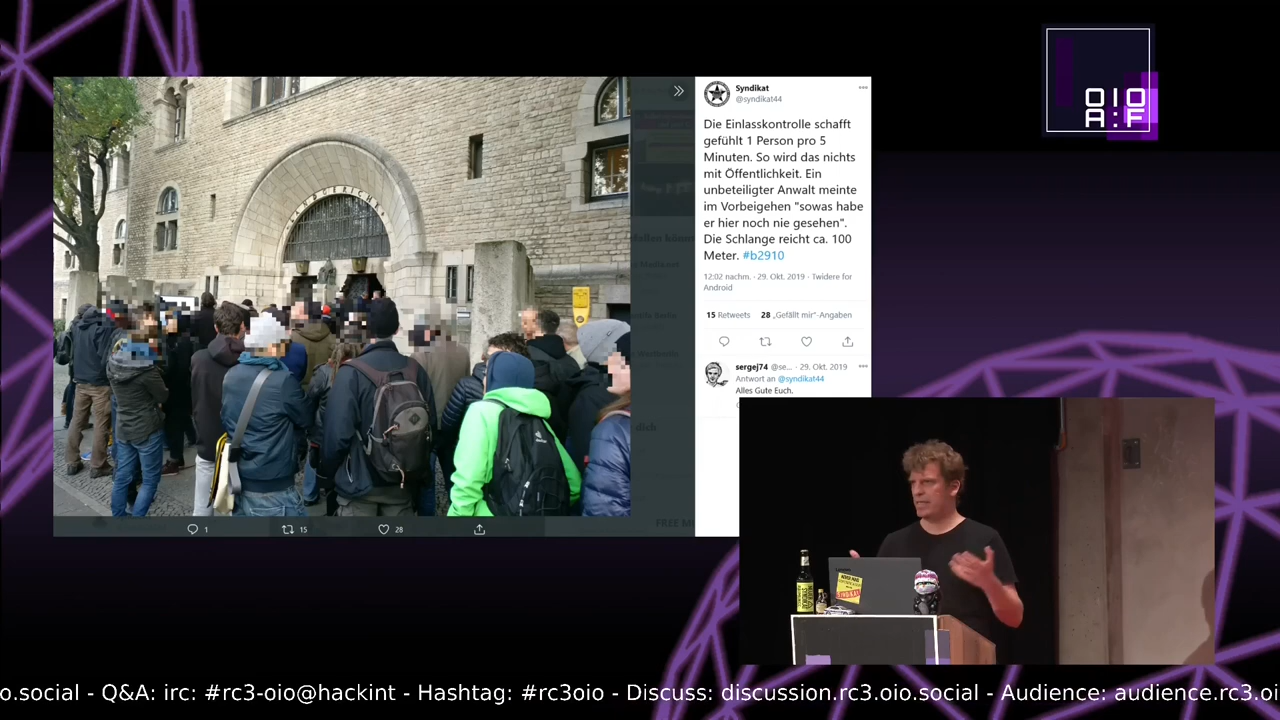 LANDGERICHT
Syndikat
@syndikat44
Die Einlasskontrolle schafft
gefühlt 1 Person pro 5
Minuten. So wird das nichts
mit Öffentlichkeit. Ein
unbeteiligter Anwalt meinte
im Vorbeigehen "sowas habe
er hier noch nie gesehen".
Die Schlange reicht ca. 100
Meter. #b2910
12:02 nachm. · 29. Okt. 2019 · Twidere for
Android
15 Retweets 28 „Gefällt mir“-Angaben
sergej74 @se... · 29. Okt. 2019
Antwort an @syndikat44
Alles Gute Euch.
1 15 28
OIO
A:F
SYNDIKAT
o.social - Q&A: irc: #rc3-oio@hackint - Hashtag: #rc3oio - Discuss: discussion.rc3.oio.social - Audience: audience.rc3.oi